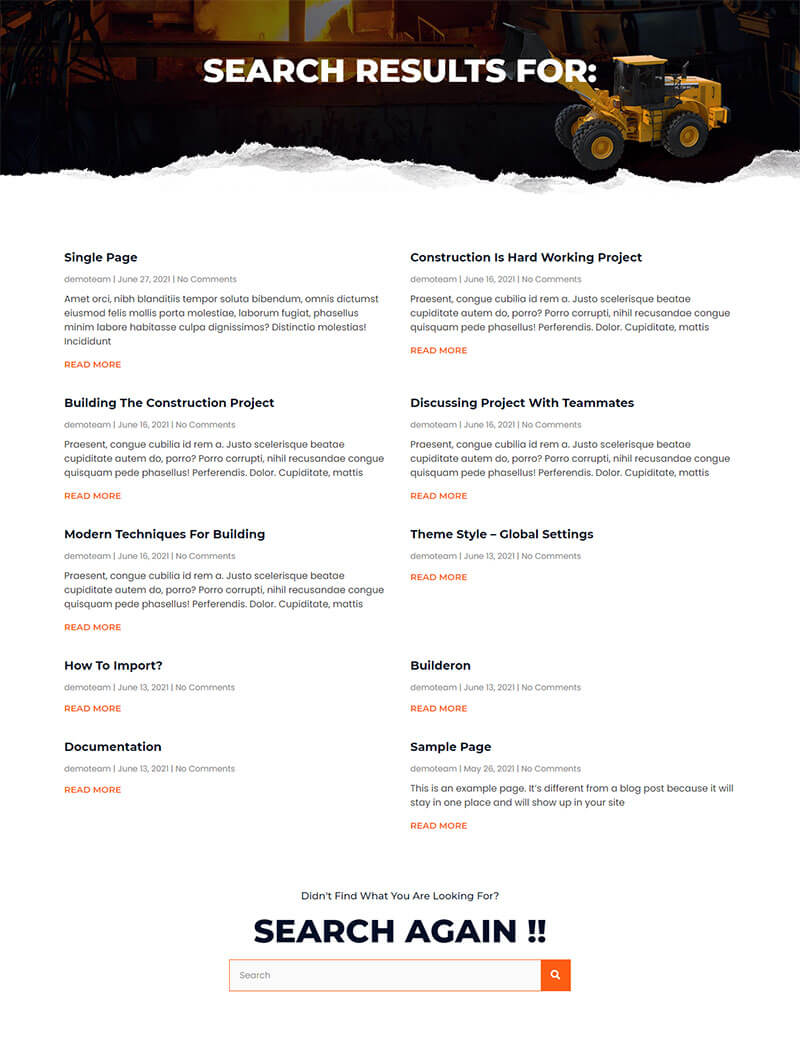 SEARCH RESULTS FOR:
Single Page
demoteam | June 27, 2021 | No Comments
Amet orci, nibh blanditiis tempor soluta bibendum, omnis dictumst
eiusmod felis mollis porta molestiae, laborum fugiat, phasellus
minim labore habitasse culpa dignissimos? Distinctio molestias!
Incididunt
READ MORE
Construction Is Hard Working Project
demoteam | June 16, 2021 | No Comments
Praesent, congue cubilia id rem a. Justo scelerisque beatae
cupiditate autem do, porro? Porro corrupti, nihil recusandae congue
quisquam pede phasellus! Perferendis. Dolor. Cupiditate, mattis
READ MORE
Building The Construction Project
demoteam | June 16, 2021 | No Comments
Praesent, congue cubilia id rem a. Justo scelerisque beatae
cupiditate autem do, porro? Porro corrupti, nihil recusandae congue
quisquam pede phasellus! Perferendis. Dolor. Cupiditate, mattis
READ MORE
Discussing Project With Teammates
demoteam | June 16, 2021 | No Comments
Praesent, congue cubilia id rem a. Justo scelerisque beatae
cupiditate autem do, porro? Porro corrupti, nihil recusandae congue
quisquam pede phasellus! Perferendis. Dolor. Cupiditate, mattis
READ MORE
Modern Techniques For Building
demoteam | June 16, 2021 | No Comments
Praesent, congue cubilia id rem a. Justo scelerisque beatae
cupiditate autem do, porro? Porro corrupti, nihil recusandae congue
quisquam pede phasellus! Perferendis. Dolor. Cupiditate, mattis
READ MORE
Theme Style – Global Settings
demoteam | June 13, 2021 | No Comments
READ MORE
How To Import?
demoteam | June 13, 2021 | No Comments
READ MORE
Builderon
demoteam | June 13, 2021 | No Comments
READ MORE
Documentation
demoteam | June 13, 2021 | No Comments
READ MORE
Sample Page
demoteam | May 26, 2021 | No Comments
This is an example page. It's different from a blog post because it will
stay in one place and will show up in your site
READ MORE
Didn't Find What You Are Looking For?
SEARCH AGAIN !!
Search